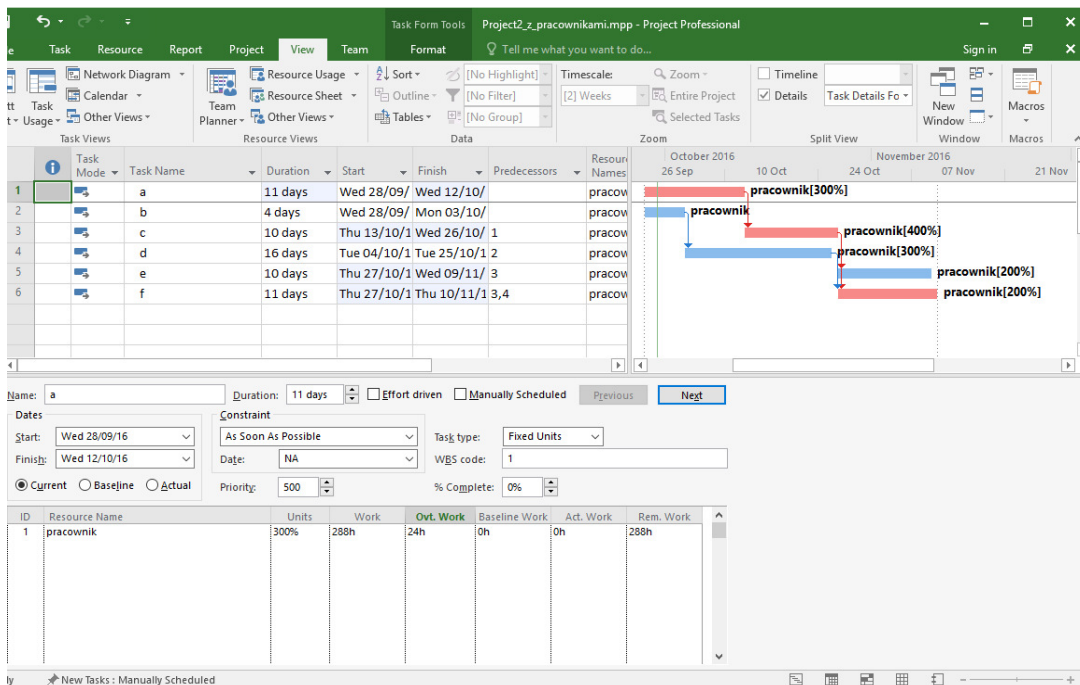 Task Form Tools Project2_z_pracownikami.mpp - Project Professional
e Task Resource Report Project View Team Format Tell me what you want to do... Sign in
Network Diagram Resource Usage Sort [No Highlight] Timescale: Zoom Timeline
Calendar Resource Sheet Outline [No Filter] [2] Weeks Entire Project Details Task Details Fo
tt Task Usage Other Views Team Planner Other Views Tables [No Group] Selected Tasks New Window Macros
Task Views Resource Views Data Zoom Split View Window Macros
Task Mode Task Name Duration Start Finish Predecessors Resour Names October 2016 November 2016
26 Sep 10 Oct 24 Oct 07 Nov 21 Nov
1 a 11 days Wed 28/09/ Wed 12/10/ pracov pracownik[300%]
2 b 4 days Wed 28/09/ Mon 03/10/ pracov pracownik
3 c 10 days Thu 13/10/1 Wed 26/10/ 1 pracov pracownik[400%]
4 d 16 days Tue 04/10/1 Tue 25/10/1 2 pracov pracownik[300%]
5 e 10 days Thu 27/10/1 Wed 09/11/ 3 pracov pracownik[200%]
6 f 11 days Thu 27/10/1 Thu 10/11/1 3,4 pracov pracownik[200%]
Name: a Duration: 11 days Effort driven Manually Scheduled Previous Next
Dates Constraint
Start: Wed 28/09/16 As Soon As Possible Task type: Fixed Units
Finish: Wed 12/10/16 Date: NA WBS code: 1
Current Baseline Actual Priority: 500 % Complete: 0%
ID Resource Name Units Work Ovt. Work Baseline Work Act. Work Rem. Work
1 pracownik 300% 288h 24h 0h 0h 288h
ly New Tasks : Manually Scheduled